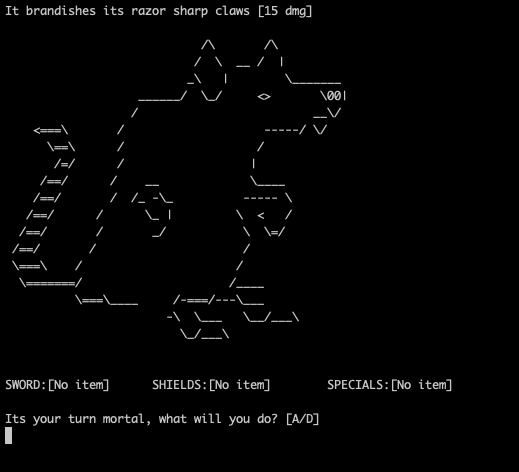 It brandishes its razor sharp claws [15 dmg]
SWORD:[No item] SHIELDS:[No item] SPECIALS:[No item]
Its your turn mortal, what will you do? [A/D]